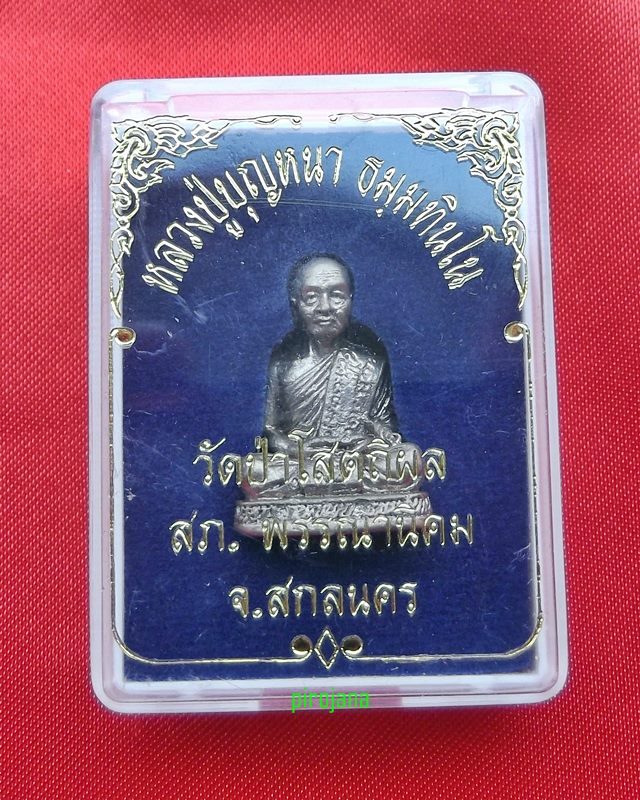 หลวงปู่บุญหนา ธมฺมทินฺโน
วัดป่าโสตถิผล
สภ. พรรณานิคม
จ.สกลนคร
pirojana